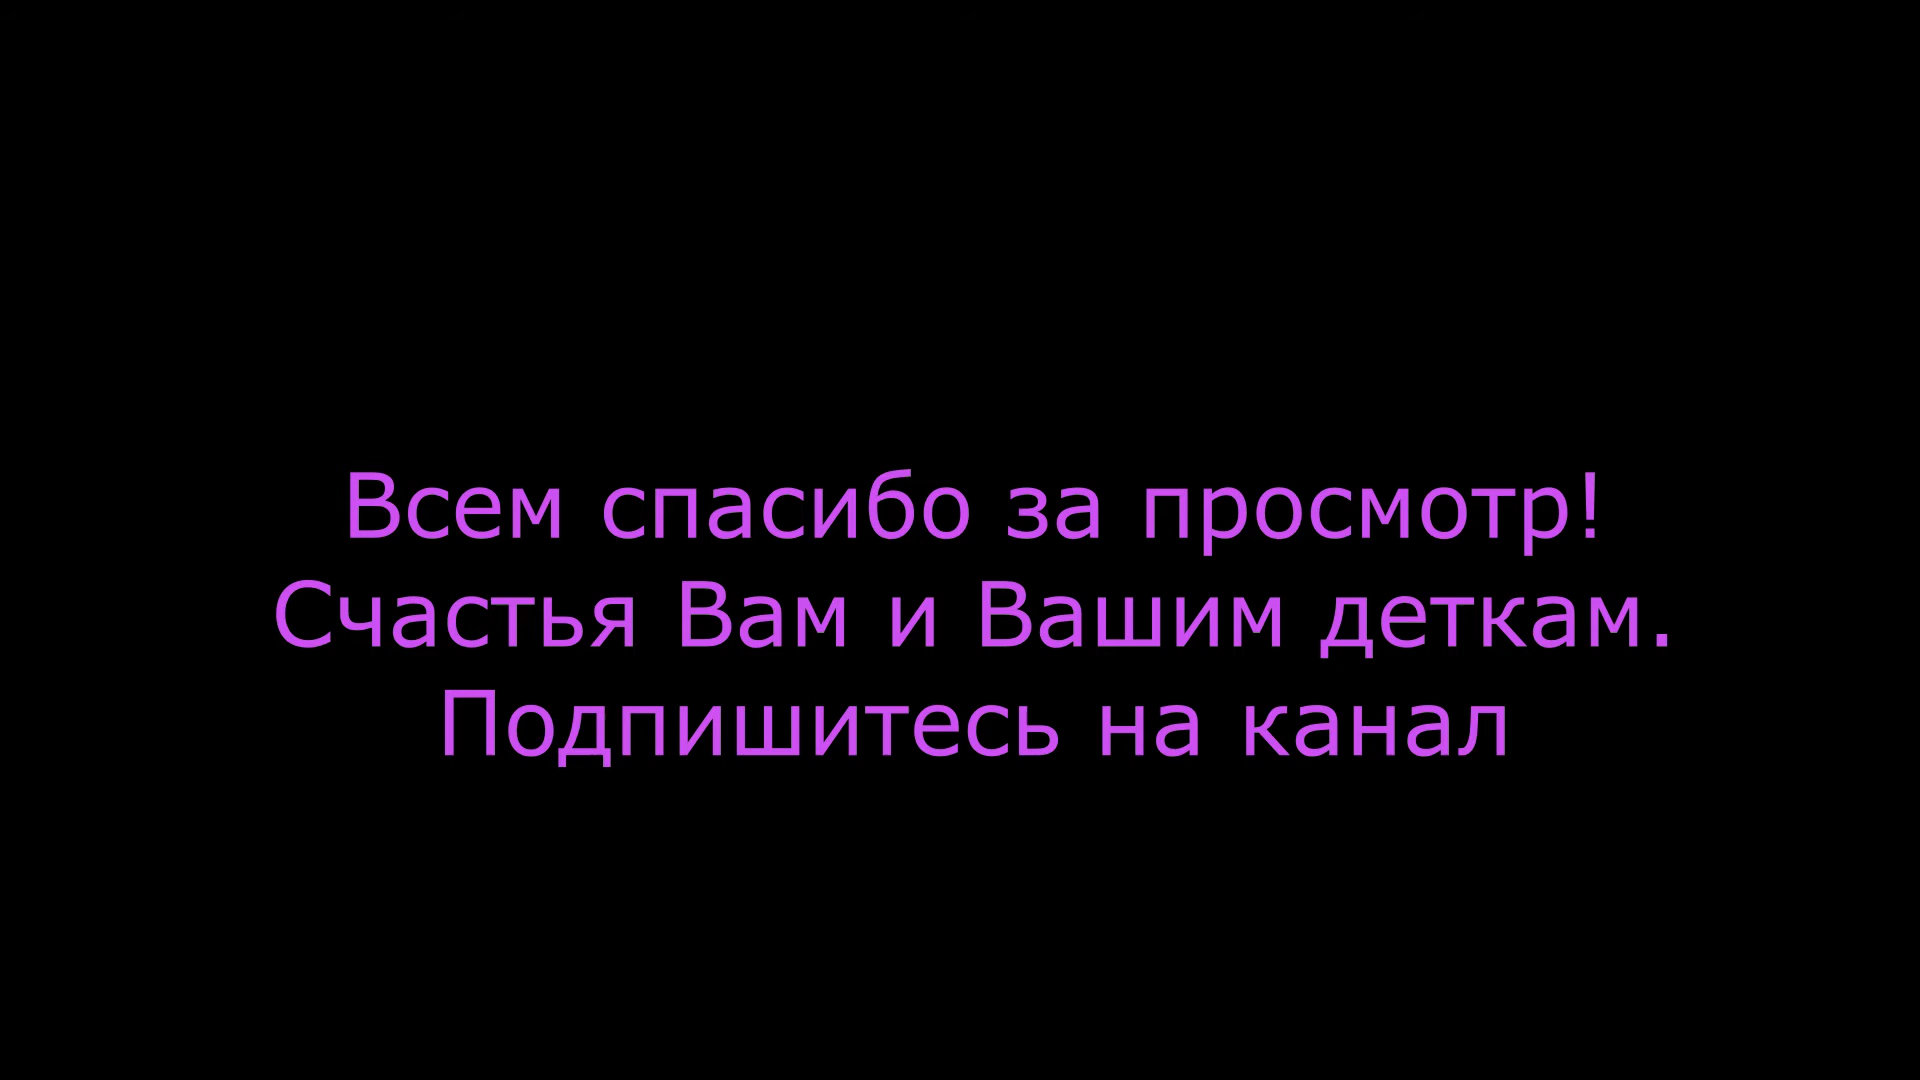 Всем спасибо за просмотр!
Счастья Вам и Вашим деткам.
Подпишитесь на канал